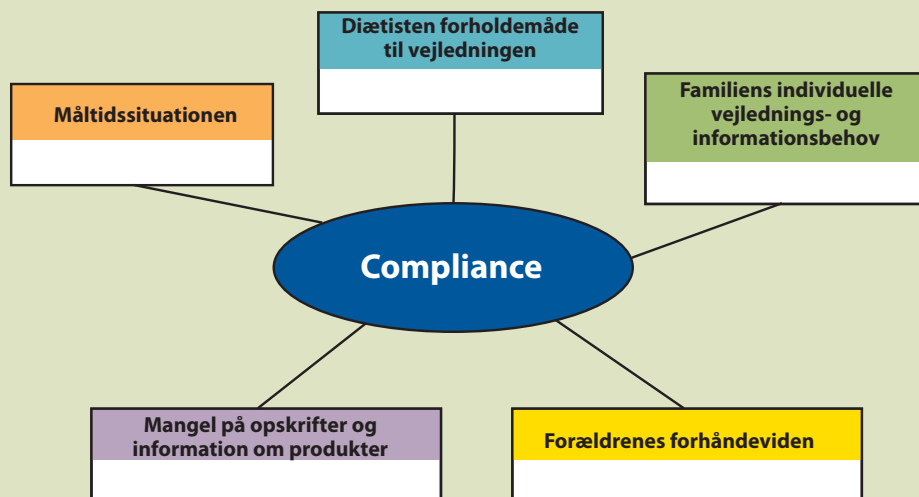 Diætisten forholdemåde
til vejledningen
Måltidssituationen
Familiens individuelle
vejlednings- og
informationsbehov
Compliance
Mangel på opskrifter og
information om produkter
Forældrenes forhåndeviden